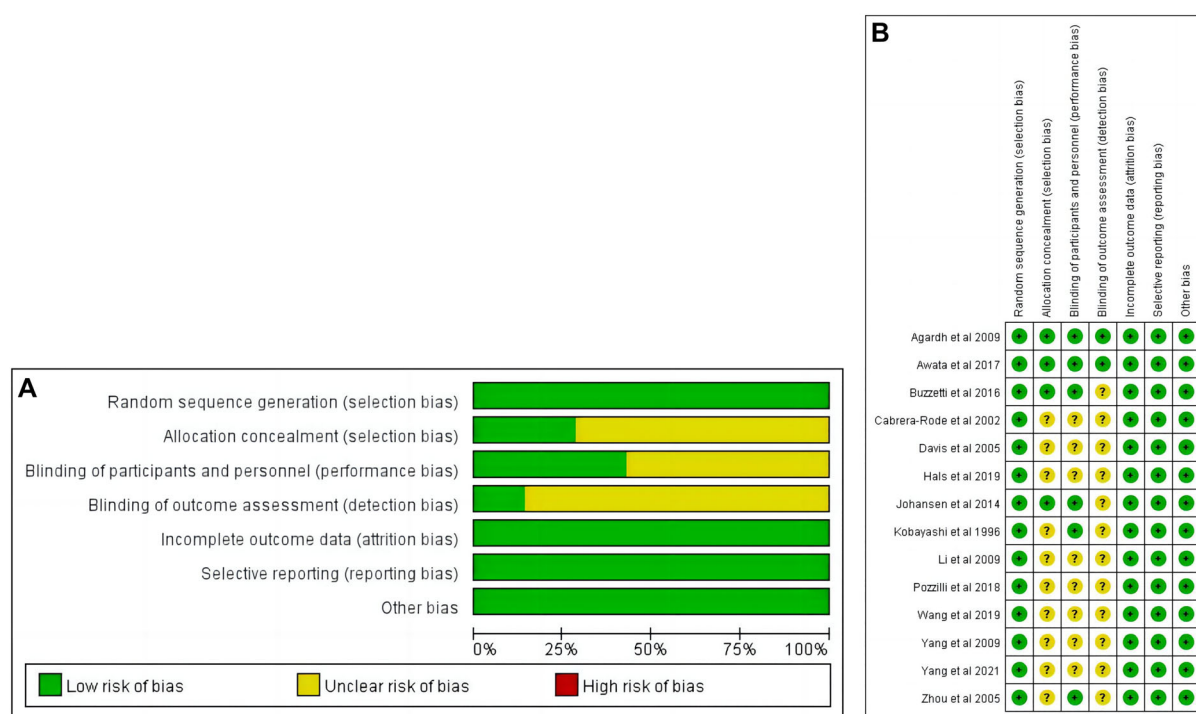 A
Random sequence generation (selection bias)
Allocation concealment (selection bias)
Blinding of participants and personnel (performance bias)
Blinding of outcome assessment (detection bias)
Incomplete outcome data (attrition bias)
Selective reporting (reporting bias)
Other bias
0% 25% 50% 75% 100%
Low risk of bias Unclear risk of bias High risk of bias
B
Random sequence generation (selection bias)
Allocation concealment (selection bias)
Blinding of participants and personnel (performance bias)
Blinding of outcome assessment (detection bias)
Incomplete outcome data (attrition bias)
Selective reporting (reporting bias)
Other bias
Agardh et al 2009 + + + + + + +
Awata et al 2017 + + + + + + +
Buzzetti et al 2016 + + + ? + + +
Cabrera-Rode et al 2002 + ? ? ? + + +
Davis et al 2005 + ? ? ? + + +
Hals et al 2019 + ? ? ? + + +
Johansen et al 2014 + + + ? + + +
Kobayashi et al 1996 + ? + ? + + +
Li et al 2009 + ? ? ? + + +
Pozzilli et al 2018 + ? ? ? + + +
Wang et al 2019 + ? ? ? + + +
Yang et al 2009 + ? ? ? + + +
Yang et al 2021 + ? ? ? + + +
Zhou et al 2005 + ? + ? + + +